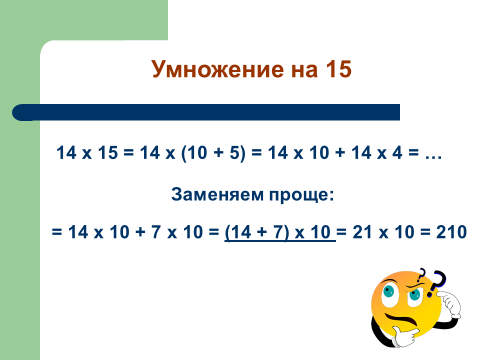 Умножение на 15
14 х 15 = 14 х (10 + 5) = 14 х 10 + 14 х 4 = …
Заменяем проще:
= 14 х 10 + 7 х 10 = (14 + 7) х 10 = 21 х 10 = 210
? ?